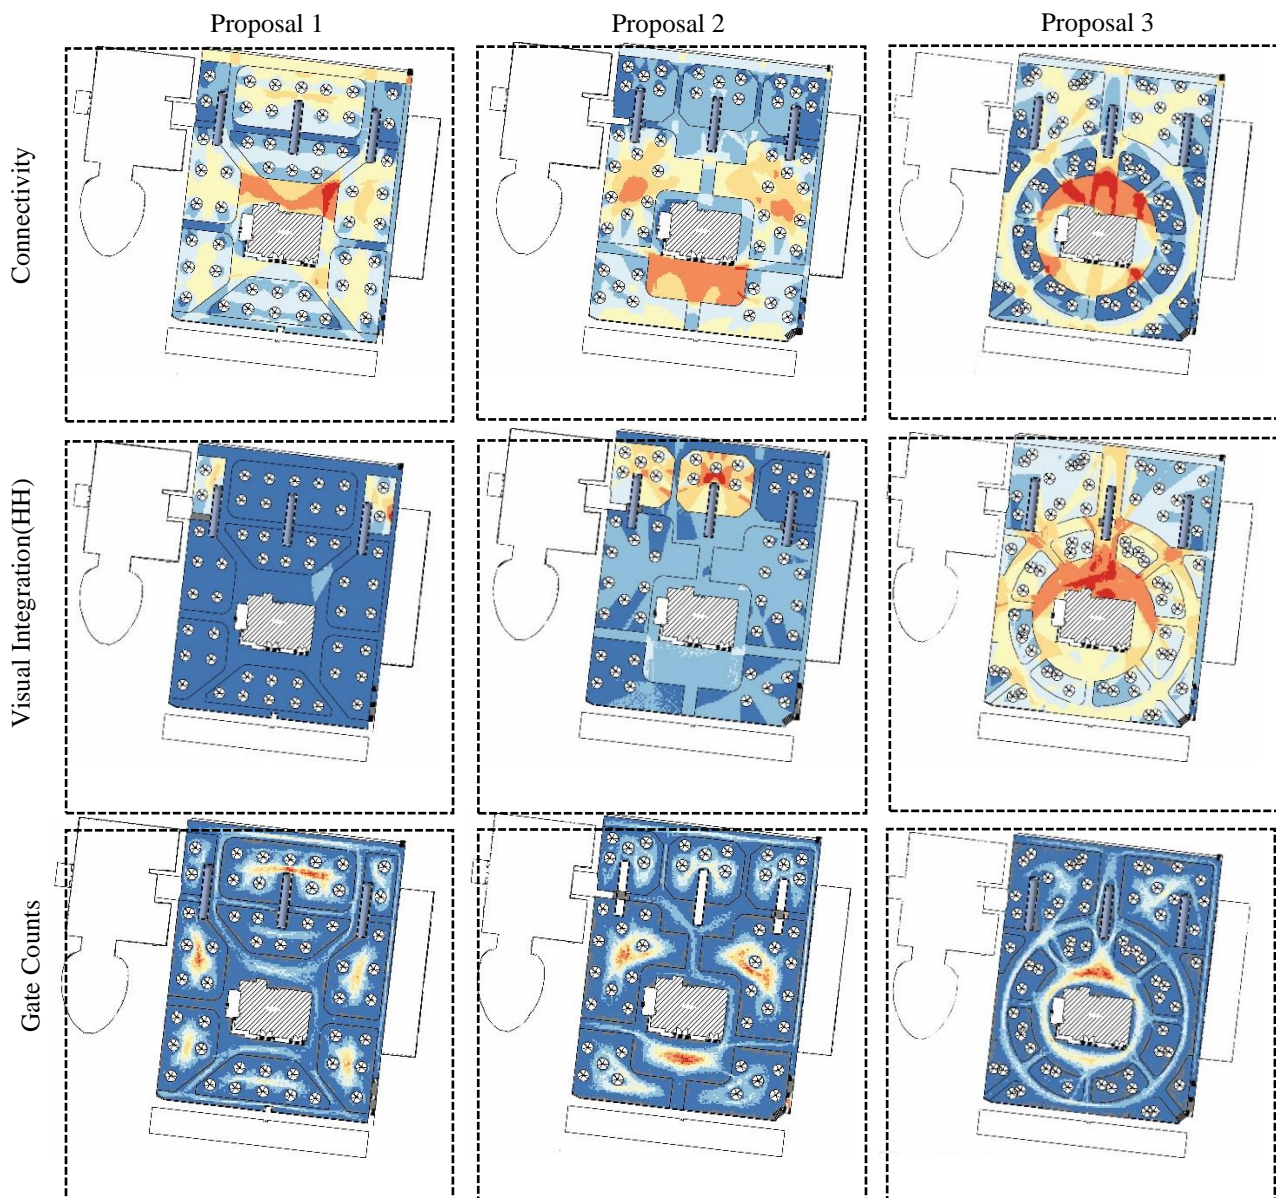 Proposal 1
Proposal 2
Proposal 3
Connectivity
Visual Integration(HH)
Gate Counts